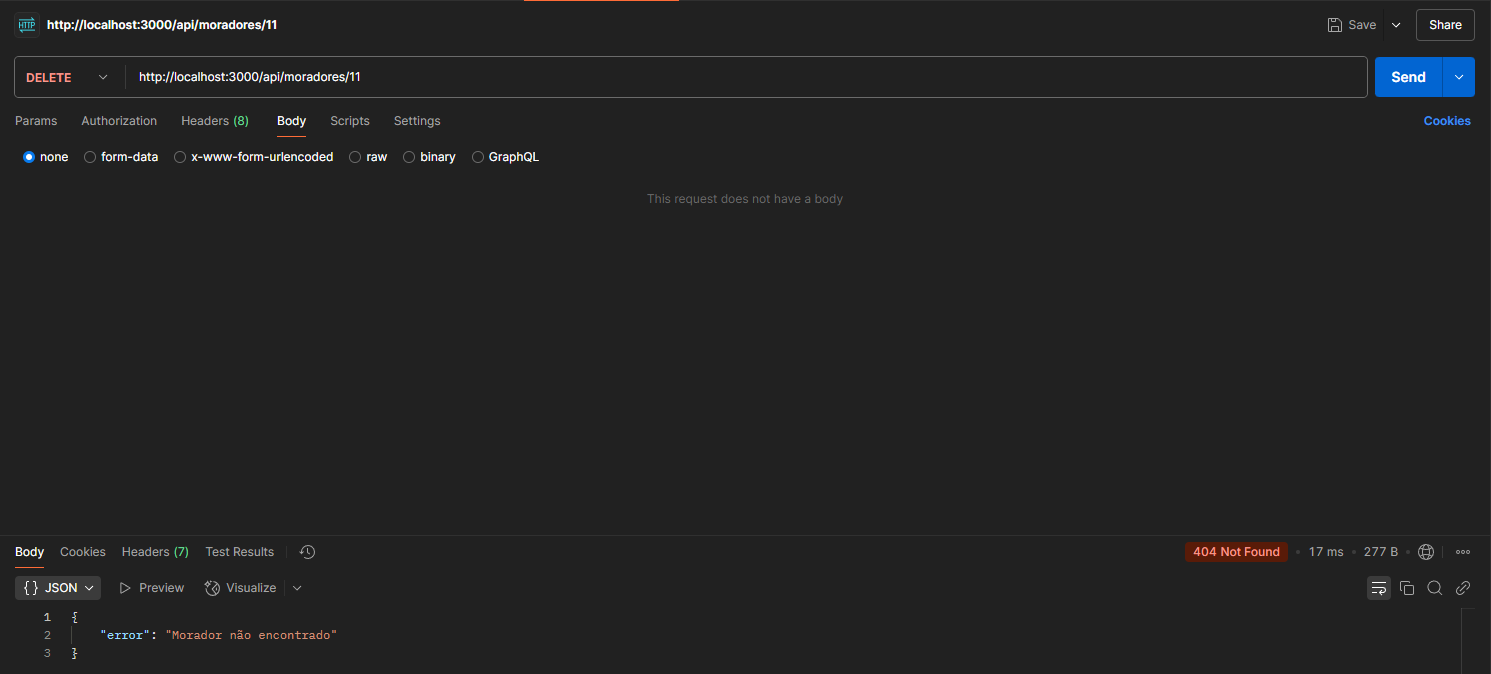 HTTP http://localhost:3000/api/moradores/11 Save Share
DELETE http://localhost:3000/api/moradores/11 Send
Params Authorization Headers (8) Body Scripts Settings Cookies
none form-data x-www-form-urlencoded raw binary GraphQL
This request does not have a body
Body Cookies Headers (7) Test Results 404 Not Found • 17 ms • 277 B •
{} JSON Preview Visualize
1 {
2 "error": "Morador não encontrado"
3 }